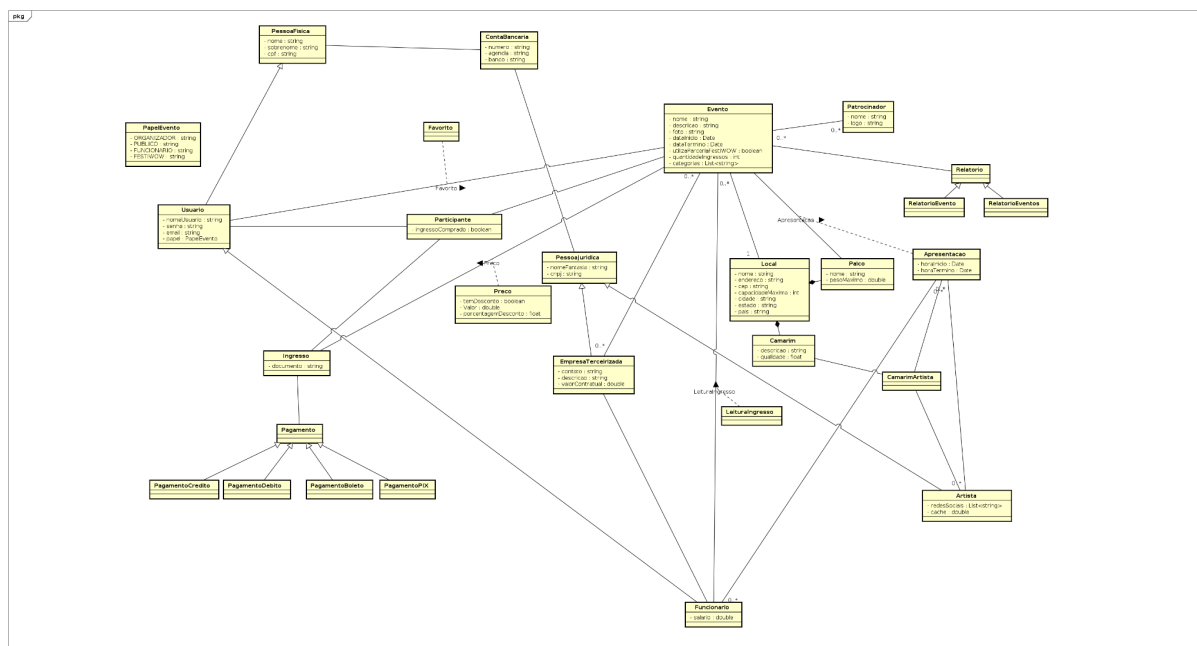 pkg
PessoaFisica
- nome : string
- sobrenome : string
- cpf : string
ContaBancaria
- numero : string
- agencia : string
- banco : string
PapelEvento
- ORGANIZADOR : string
- PUBLICO : string
- FUNCIONARIO : string
- FESTIWOW : string
Favorito
Favorito
Evento
- nome : string
- descricao : string
- foto : string
- dataInicio : Date
- dataTermino : Date
- utilizaParceriaFestiWOW : boolean
- quantidadeIngressos : int
- categorias : List<string>
0..*
0..*
Patrocinador
- nome : string
- logo : string
0..*
0..*
Relatorio
RelatorioEvento
RelatorioEventos
Usuario
- nomeUsuario : string
- senha : string
- email : string
- papel : PapelEvento
Participante
- ingressoComprado : boolean
Apresentacao
Preco
Preco
- temDesconto : boolean
- Valor : double
- porcentagemDesconto : float
PessoaJuridica
- nomeFantasia : string
- cnpj : string
1
Local
- nome : string
- endereco : string
- cep : string
- capacidadeMaxima : int
- cidade : string
- estado : string
- pais : string
Palco
- nome : string
- pesoMaximo : double
Apresentacao
- horaInicio : Date
- horaTermino : Date
0..*
Camarim
- descricao : string
- qualidade : float
CamarimArtista
Ingresso
- documento : string
0..*
EmpresaTerceirizada
- contato : string
- descricao : string
- valorContratual : double
LeituraIngresso
LeituraIngresso
Pagamento
PagamentoCredito
PagamentoDebito
PagamentoBoleto
PagamentoPIX
0..*
Artista
- redesSociais : List<string>
- cache : double
0..*
Funcionario
- salario : double